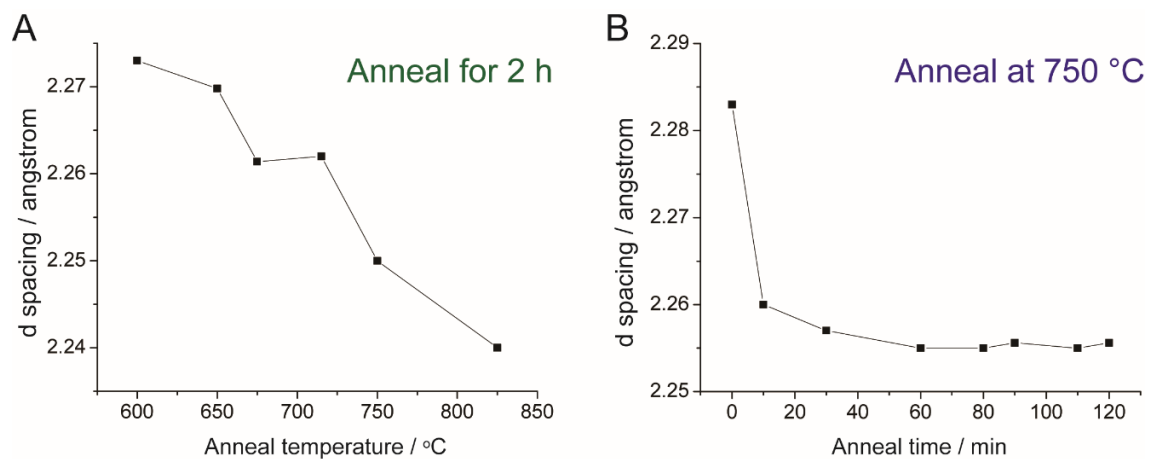 A
Anneal for 2 h
2.27
2.26
2.25
2.24
d spacing / angstrom
600 650 700 750 800 850
Anneal temperature / °C
B
Anneal at 750 °C
2.29
2.28
2.27
2.26
2.25
d spacing / angstrom
0 20 40 60 80 100 120
Anneal time / min